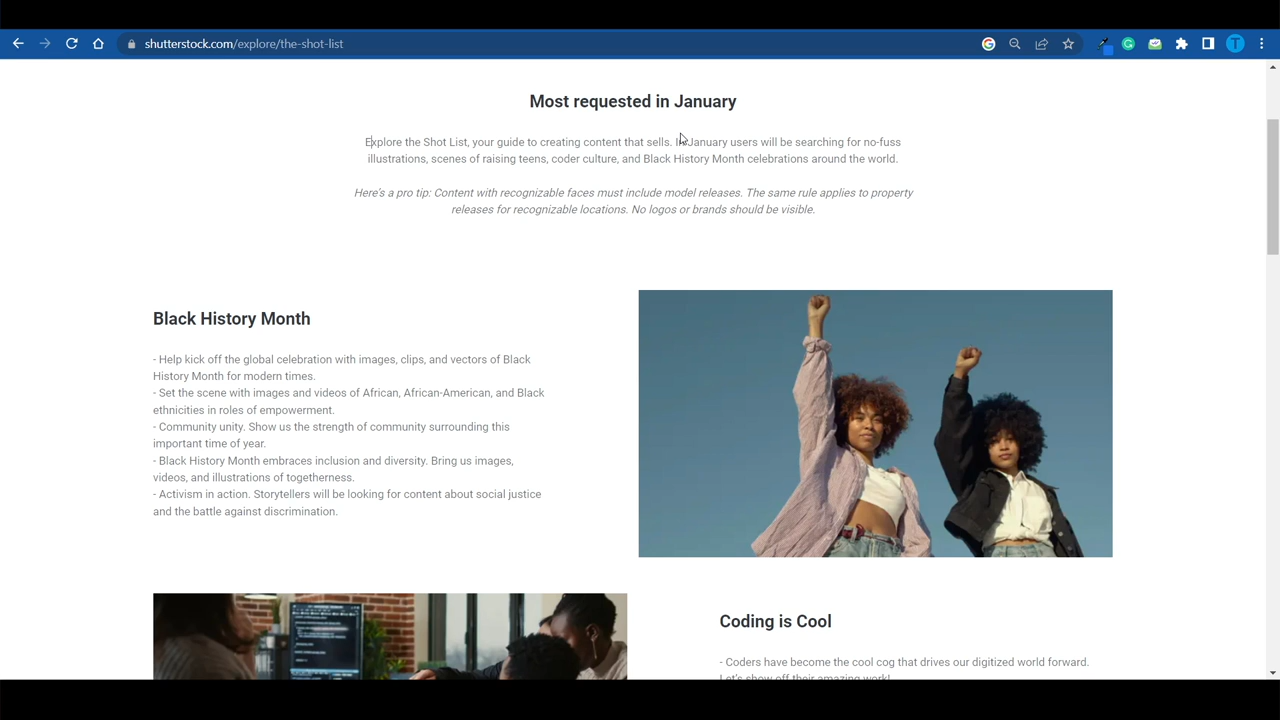 shutterstock.com/explore/the-shot-list
T
Most requested in January
Explore the Shot List, your guide to creating content that sells. In January users will be searching for no-fuss
illustrations, scenes of raising teens, coder culture, and Black History Month celebrations around the world.
Here's a pro tip: Content with recognizable faces must include model releases. The same rule applies to property
releases for recognizable locations. No logos or brands should be visible.
Black History Month
- Help kick off the global celebration with images, clips, and vectors of Black
History Month for modern times.
- Set the scene with images and videos of African, African-American, and Black
ethnicities in roles of empowerment.
- Community unity. Show us the strength of community surrounding this
important time of year.
- Black History Month embraces inclusion and diversity. Bring us images,
videos, and illustrations of togetherness.
- Activism in action. Storytellers will be looking for content about social justice
and the battle against discrimination.
Coding is Cool
- Coders have become the cool cog that drives our digitized world forward.
Let's show off their amazing work!